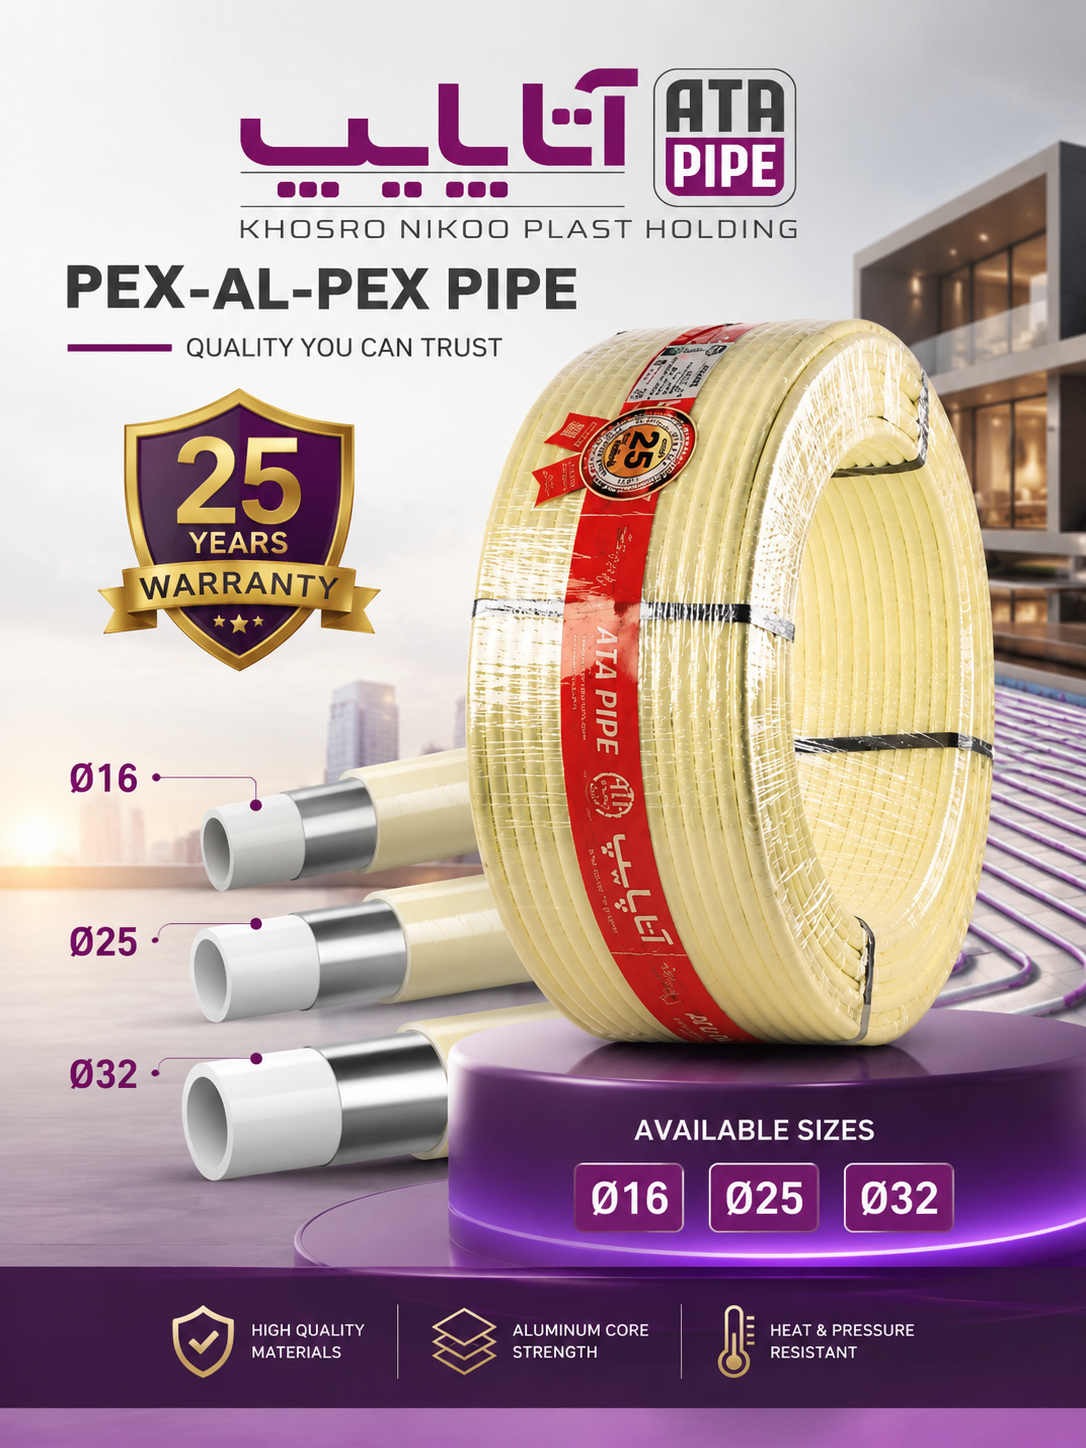 آتاپایپ
ATA
PIPE
KHOSRO NIKOO PLAST HOLDING
PEX-AL-PEX PIPE
QUALITY YOU CAN TRUST
25
YEARS
WARRANTY
25
ATA PIPE
آتاپایپ
Ø16
Ø25
Ø32
AVAILABLE SIZES
Ø16
Ø25
Ø32
HIGH QUALITY
MATERIALS
ALUMINUM CORE
STRENGTH
HEAT & PRESSURE
RESISTANT